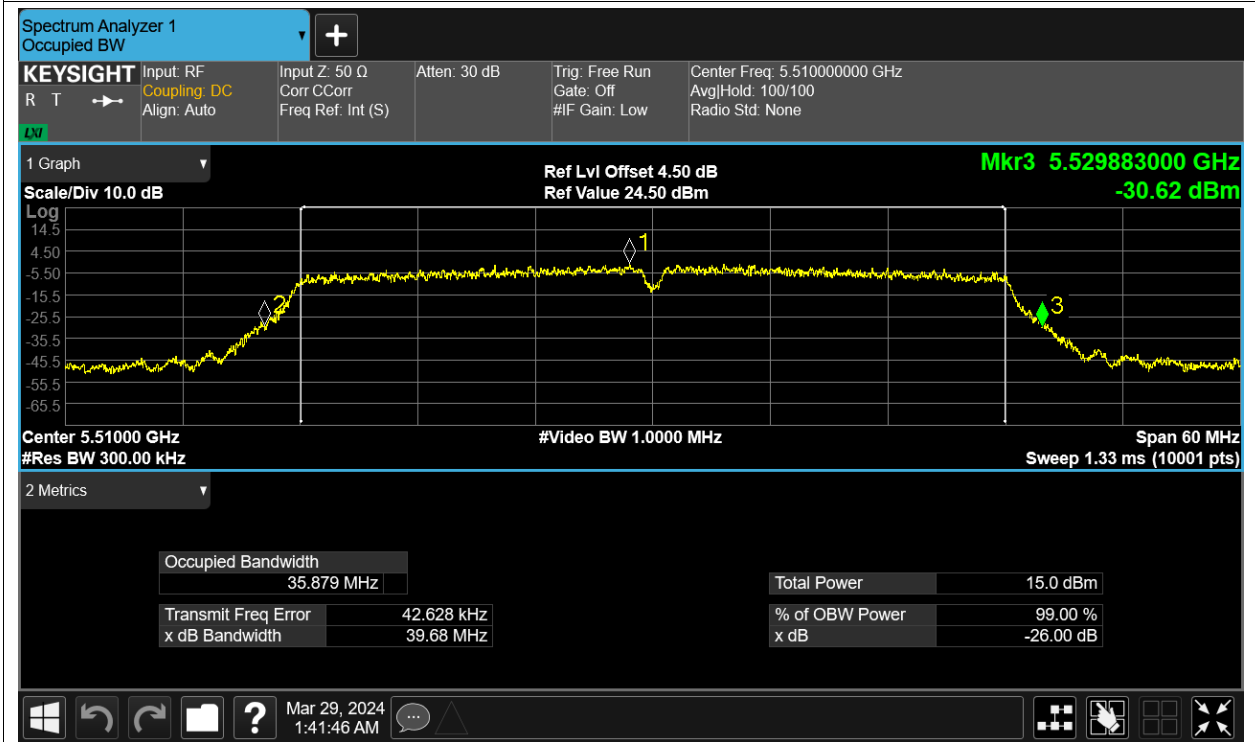 Spectrum Analyzer 1
Occupied BW
KEYSIGHT
R T
LXI
Input: RF
Coupling: DC
Align: Auto
Input Z: 50 Ω
Corr CCorr
Freq Ref: Int (S)
Atten: 30 dB
Trig: Free Run
Gate: Off
#IF Gain: Low
Center Freq: 5.510000000 GHz
Avg|Hold: 100/100
Radio Std: None
1 Graph
Scale/Div 10.0 dB
Ref Lvl Offset 4.50 dB
Ref Value 24.50 dBm
Mkr3 5.529883000 GHz
-30.62 dBm
Log
14.5
4.50
-5.50
-15.5
-25.5
-35.5
-45.5
-55.5
-65.5
1
2
3
Center 5.51000 GHz
#Video BW 1.0000 MHz
Span 60 MHz
#Res BW 300.00 kHz
Sweep 1.33 ms (10001 pts)
2 Metrics
Occupied Bandwidth
35.879 MHz
Transmit Freq Error 42.628 kHz
x dB Bandwidth 39.68 MHz
Total Power 15.0 dBm
% of OBW Power 99.00 %
x dB -26.00 dB
?
Mar 29, 2024
1:41:46 AM